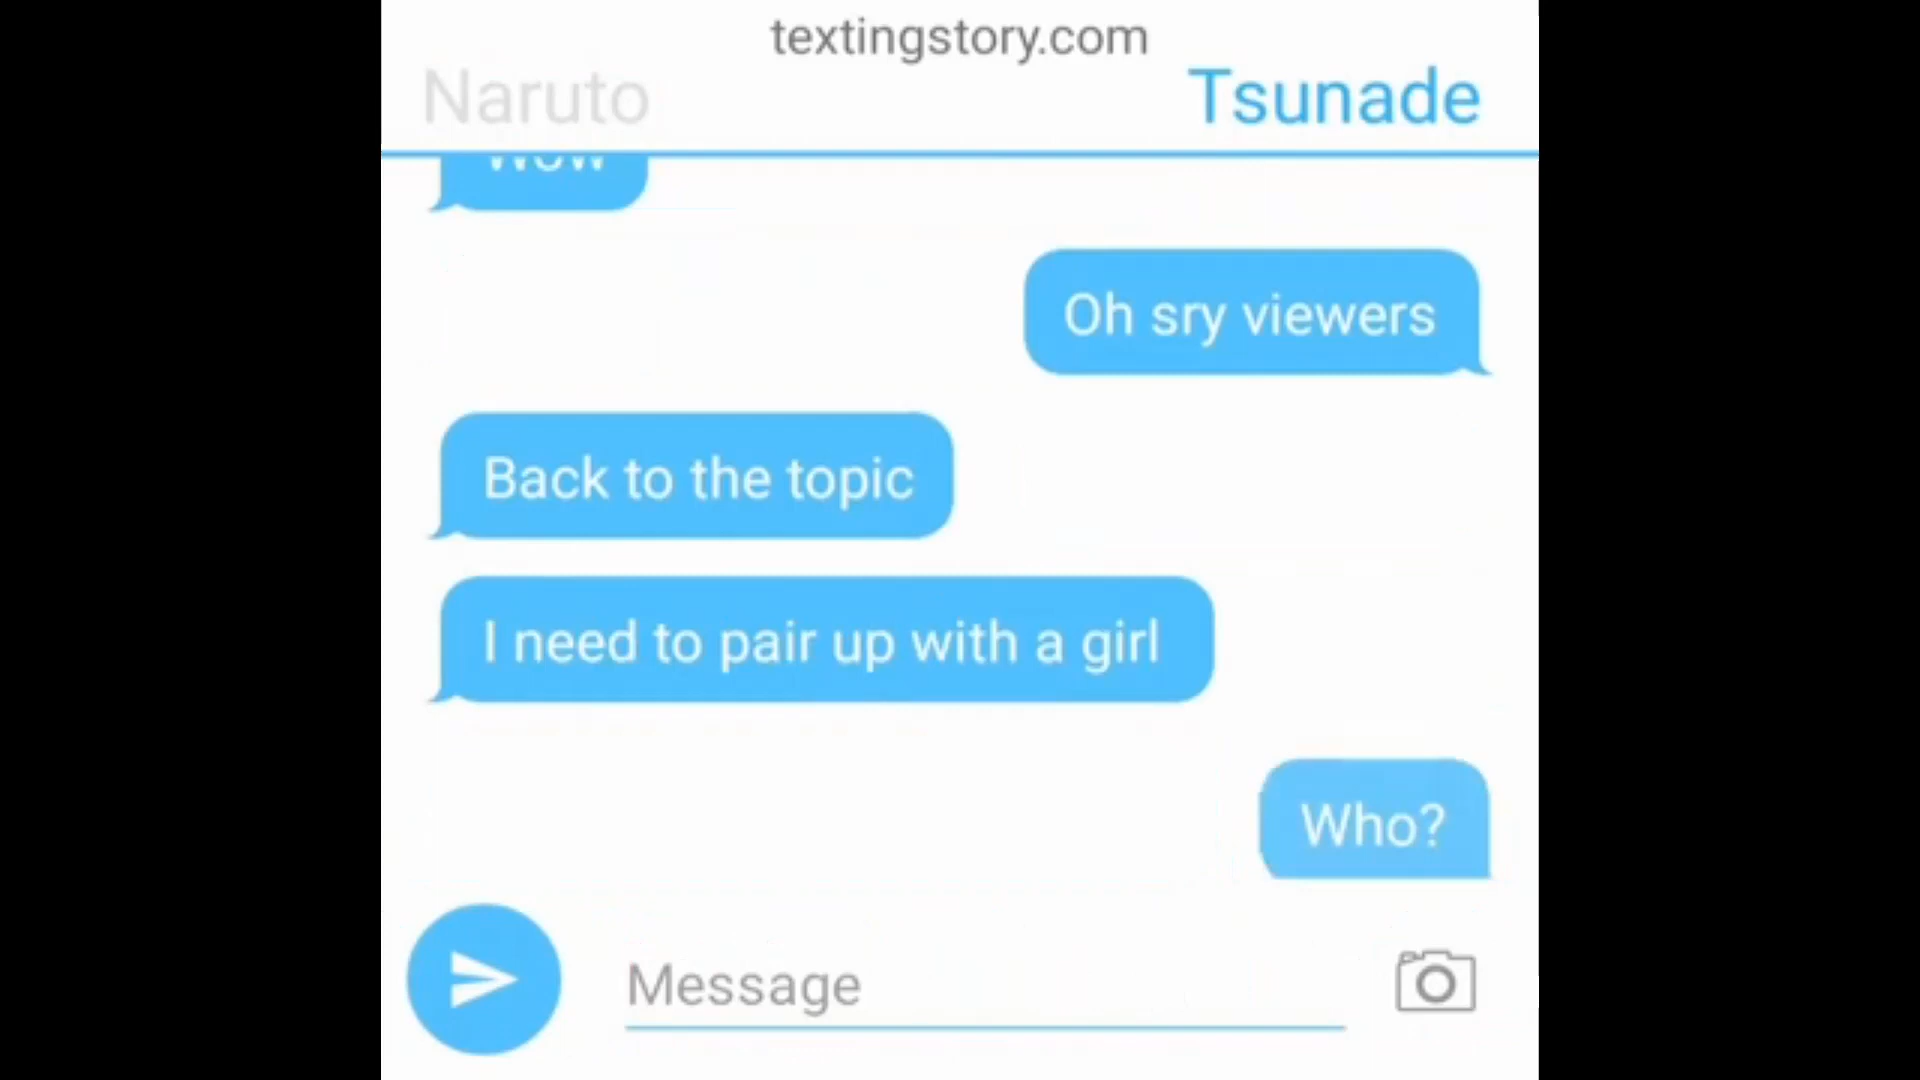 textingstory.com
Naruto Tsunade
Wow
Oh sry viewers
Back to the topic
I need to pair up with a girl
Who?
Message